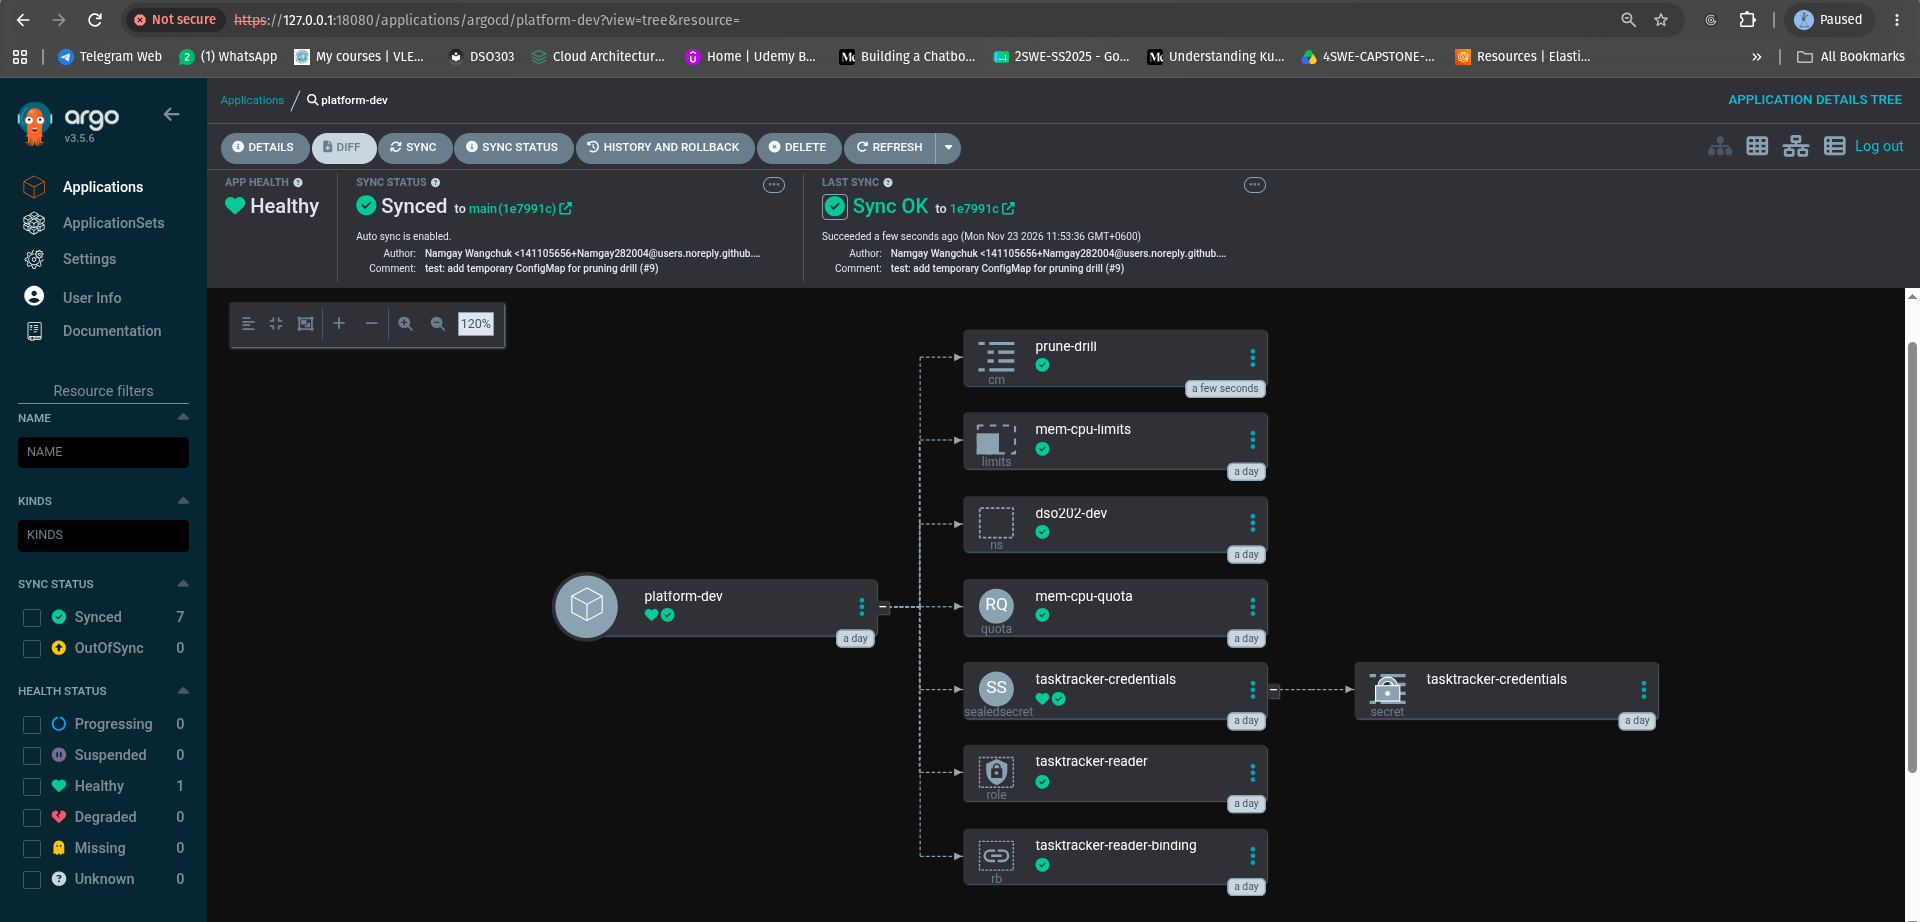 Not secure https://127.0.0.1:18080/applications/argocd/platform-dev?view=tree&resource= Paused
Telegram Web (1) WhatsApp My courses | VLE... DSO303 Cloud Architectur... Home | Udemy B... Building a Chatbo... 2SWE-SS2025 - Go... Understanding Ku... 4SWE-CAPSTONE-... Resources | Elasti... » All Bookmarks
argo
v3.5.6
Applications
ApplicationSets
Settings
User Info
Documentation
Resource filters
NAME
NAME
KINDS
KINDS
SYNC STATUS
Synced 7
OutOfSync 0
HEALTH STATUS
Progressing 0
Suspended 0
Healthy 1
Degraded 0
Missing 0
Unknown 0
Applications / platform-dev APPLICATION DETAILS TREE
DETAILS DIFF SYNC SYNC STATUS HISTORY AND ROLLBACK DELETE REFRESH Log out
APP HEALTH
Healthy
SYNC STATUS
Synced to main (1e7991c)
Auto sync is enabled.
Author: Namgay Wangchuk <141105656+Namgay282004@users.noreply.github....
Comment: test: add temporary ConfigMap for pruning drill (#9)
LAST SYNC
Sync OK to 1e7991c
Succeeded a few seconds ago (Mon Nov 23 2026 11:53:36 GMT+0600)
Author: Namgay Wangchuk <141105656+Namgay282004@users.noreply.github....
Comment: test: add temporary ConfigMap for pruning drill (#9)
120%
platform-dev
a day
prune-drill
cm
a few seconds
mem-cpu-limits
limits
a day
dso202-dev
ns
a day
RQ
mem-cpu-quota
quota
a day
SS
tasktracker-credentials
sealedsecret
a day
tasktracker-credentials
secret
a day
tasktracker-reader
role
a day
tasktracker-reader-binding
rb
a day